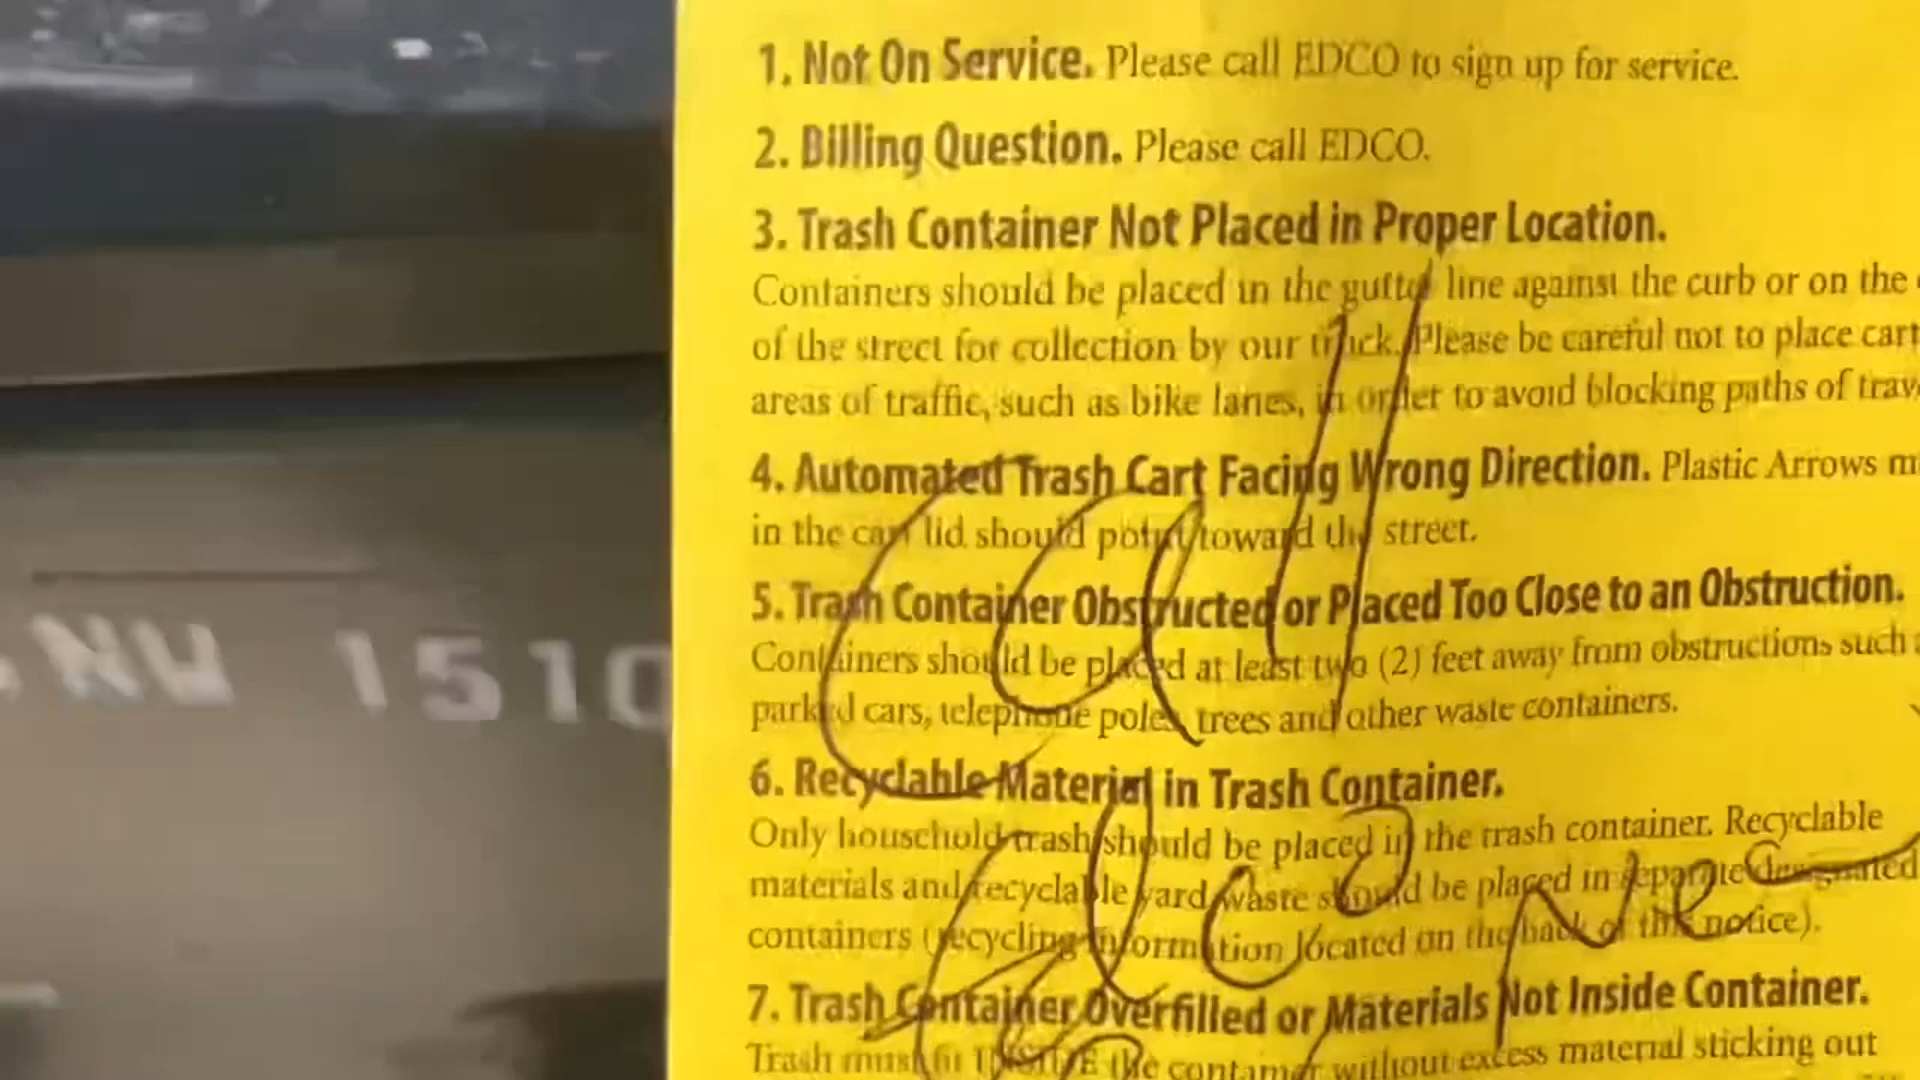 1. Not On Service. Please call EDCO to sign up for service.
2. Billing Question. Please call EDCO.
3. Trash Container Not Placed in Proper Location.
Containers should be placed in the gutter line against the curb or on the
of the street for collection by our truck. Please be careful not to place cart
areas of traffic, such as bike lanes, in order to avoid blocking paths of trav
4. Automated Trash Cart Facing Wrong Direction. Plastic Arrows m
in the cart lid should point toward the street.
5. Trash Container Obstructed or Placed Too Close to an Obstruction.
Containers should be placed at least two (2) feet away from obstructions such a
parked cars, telephone poles, trees and other waste containers.
6. Recyclable Material in Trash Container.
Only household trash should be placed in the trash container. Recyclable
materials and recyclable yard waste should be placed in separate designated
containers (recycling information located on the back of this notice).
7. Trash Container Overfilled or Materials Not Inside Container.
Trash must fit INSIDE the container without excess material sticking out
Call
Edco
NW 1510